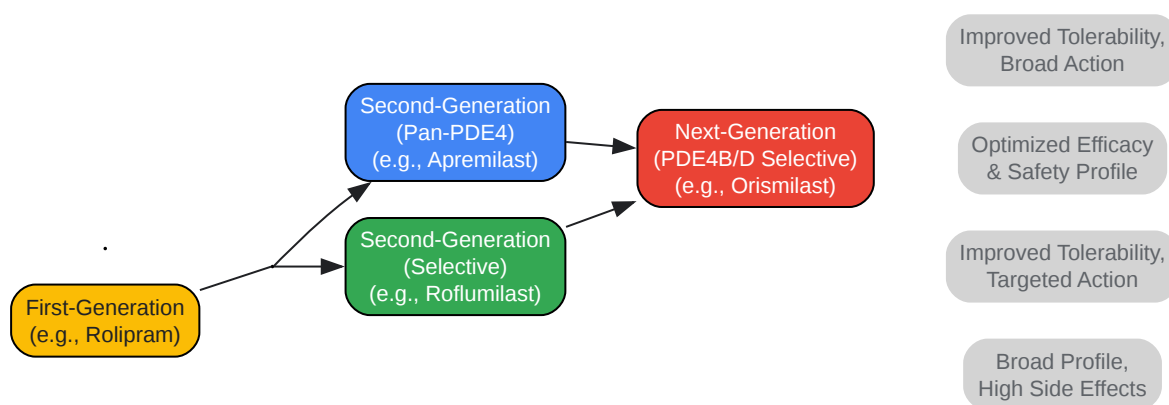 First-Generation
(e.g., Rolipram)
Second-Generation
(Pan-PDE4)
(e.g., Apremilast)
Second-Generation
(Selective)
(e.g., Roflumilast)
Next-Generation
(PDE4B/D Selective)
(e.g., Orismilast)
Improved Tolerability,
Broad Action
Optimized Efficacy
& Safety Profile
Improved Tolerability,
Targeted Action
Broad Profile,
High Side Effects